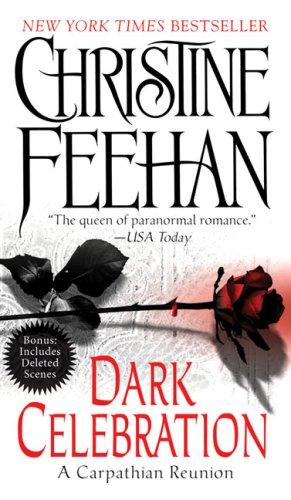 NEW YORK TIMES BESTSELLER
CHRISTINE
FEEHAN
"The queen of paranormal romance."
—USA Today
Bonus:
Includes
Deleted
Scenes
DARK
CELEBRATION
A Carpathian Reunion